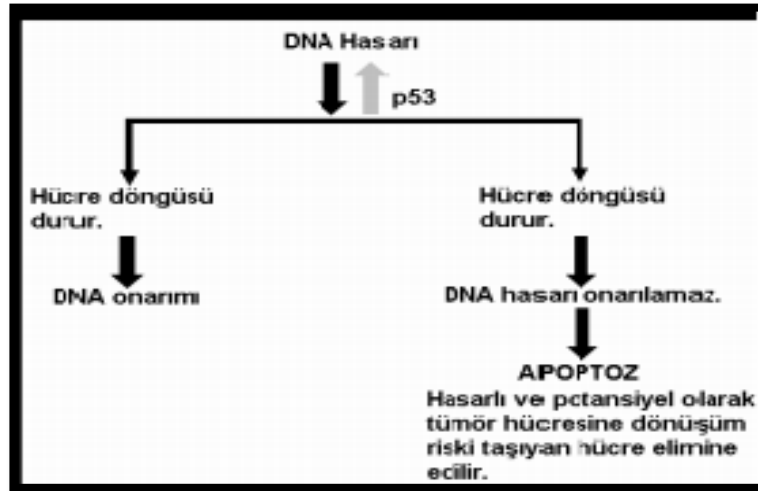 DNA Hasarı
p53
Hücre döngüsü
durur.
DNA onarımı
Hücre döngüsü
durur.
DNA hasarı onarılamaz.
APOPTOZ
Hasarlı ve potansiyel olarak
tümör hücresine dönüşüm
riski taşıyan hücre elimine
edilir.